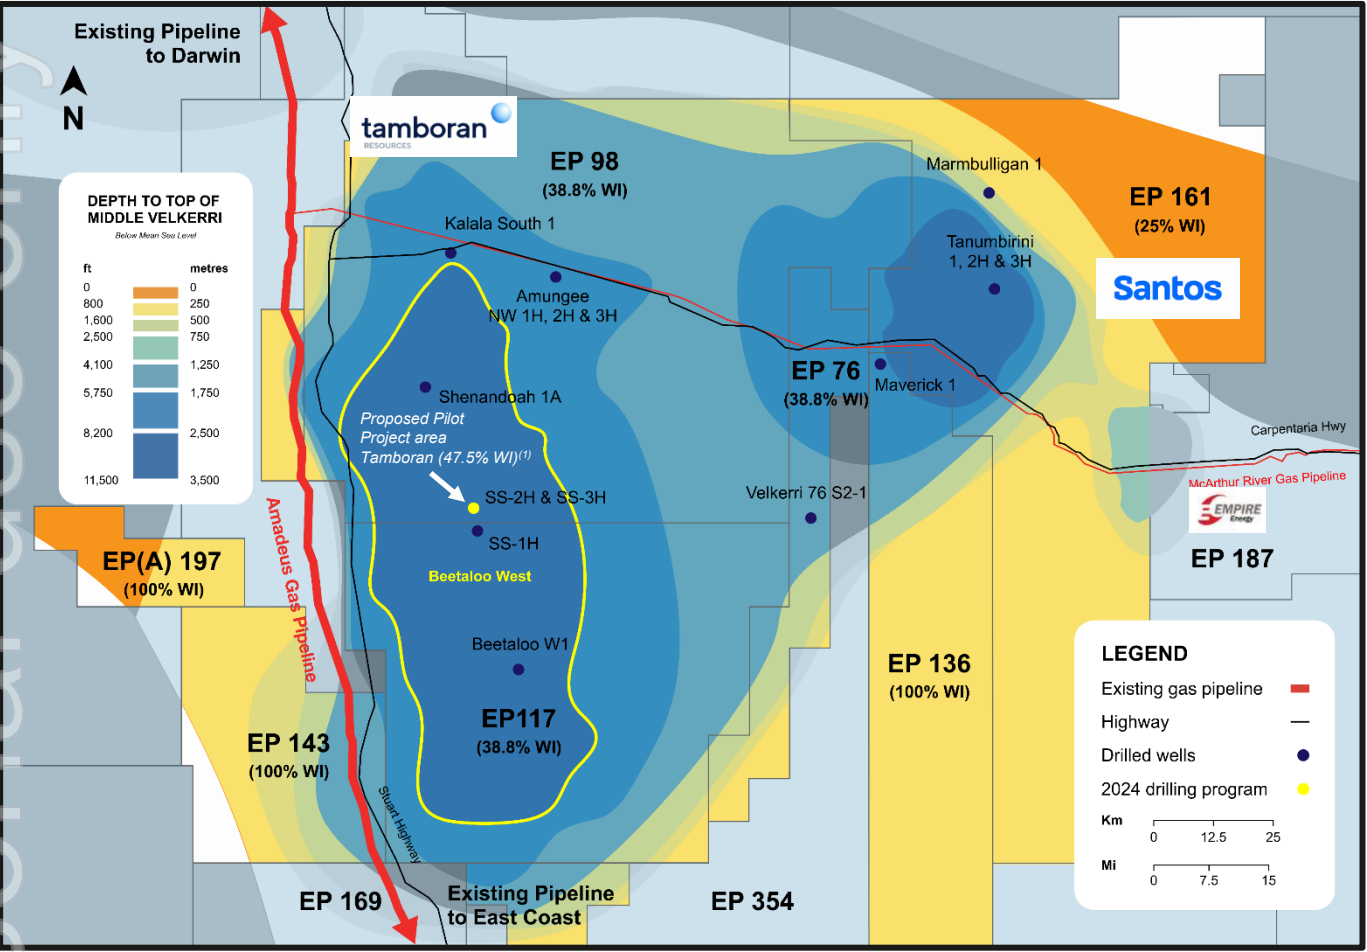 Existing Pipeline
to Darwin
N
tamboran
RESOURCES
EP 98
(38.8% WI)
Marmbulligan 1
EP 161
(25% WI)
Santos
DEPTH TO TOP OF
MIDDLE VELKERRI
Below Mean Sea Level
ft metres
0 0
800 250
1,600 500
2,500 750
4,100 1,250
5,750 1,750
8,200 2,500
11,500 3,500
Kalala South 1
Tanumbirini
1, 2H & 3H
Amungee
NW 1H, 2H & 3H
EP 76
(38.8% WI)
Maverick 1
Shenandoah 1A
Proposed Pilot
Project area
Tamboran (47.5% WI)(1)
Carpentaria Hwy
McArthur River Gas Pipeline
EMPIRE
Energy
EP 187
SS-2H & SS-3H
Velkerri 76 S2-1
SS-1H
Beetaloo West
EP(A) 197
(100% WI)
Amadeus Gas Pipeline
Beetaloo W1
EP117
(38.8% WI)
EP 136
(100% WI)
EP 143
(100% WI)
Stuart Highway
EP 169
Existing Pipeline
to East Coast
EP 354
LEGEND
Existing gas pipeline
Highway
Drilled wells
2024 drilling program
Km
0 12.5 25
Mi
0 7.5 15